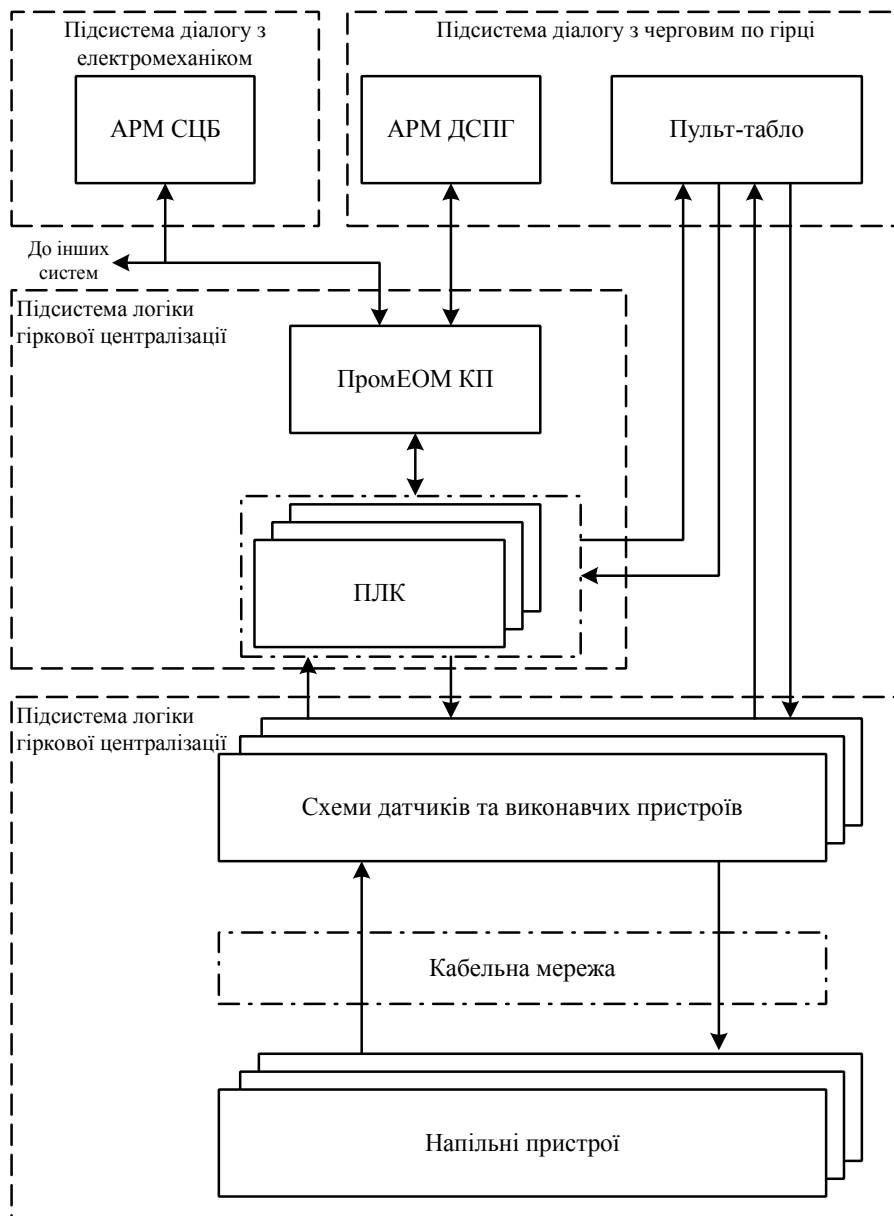 Підсистема діалогу з
електромеханіком
Підсистема діалогу з черговим по гірці
АРМ СЦБ
АРМ ДСПГ
Пульт-табло
До інших
систем
Підсистема логіки
гіркової централізації
ПромЕОМ КП
ПЛК
Підсистема логіки
гіркової централізації
Схеми датчиків та виконавчих пристроїв
Кабельна мережа
Напільні пристрої